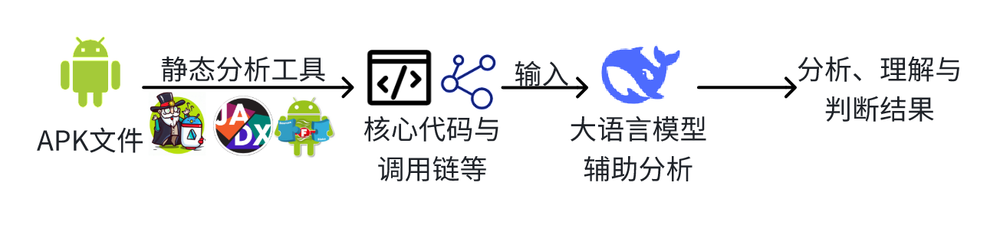 APK文件
静态分析工具
JA
DX
F
</>
核心代码与
调用链等
输入
大语言模型
辅助分析
分析、理解与
判断结果